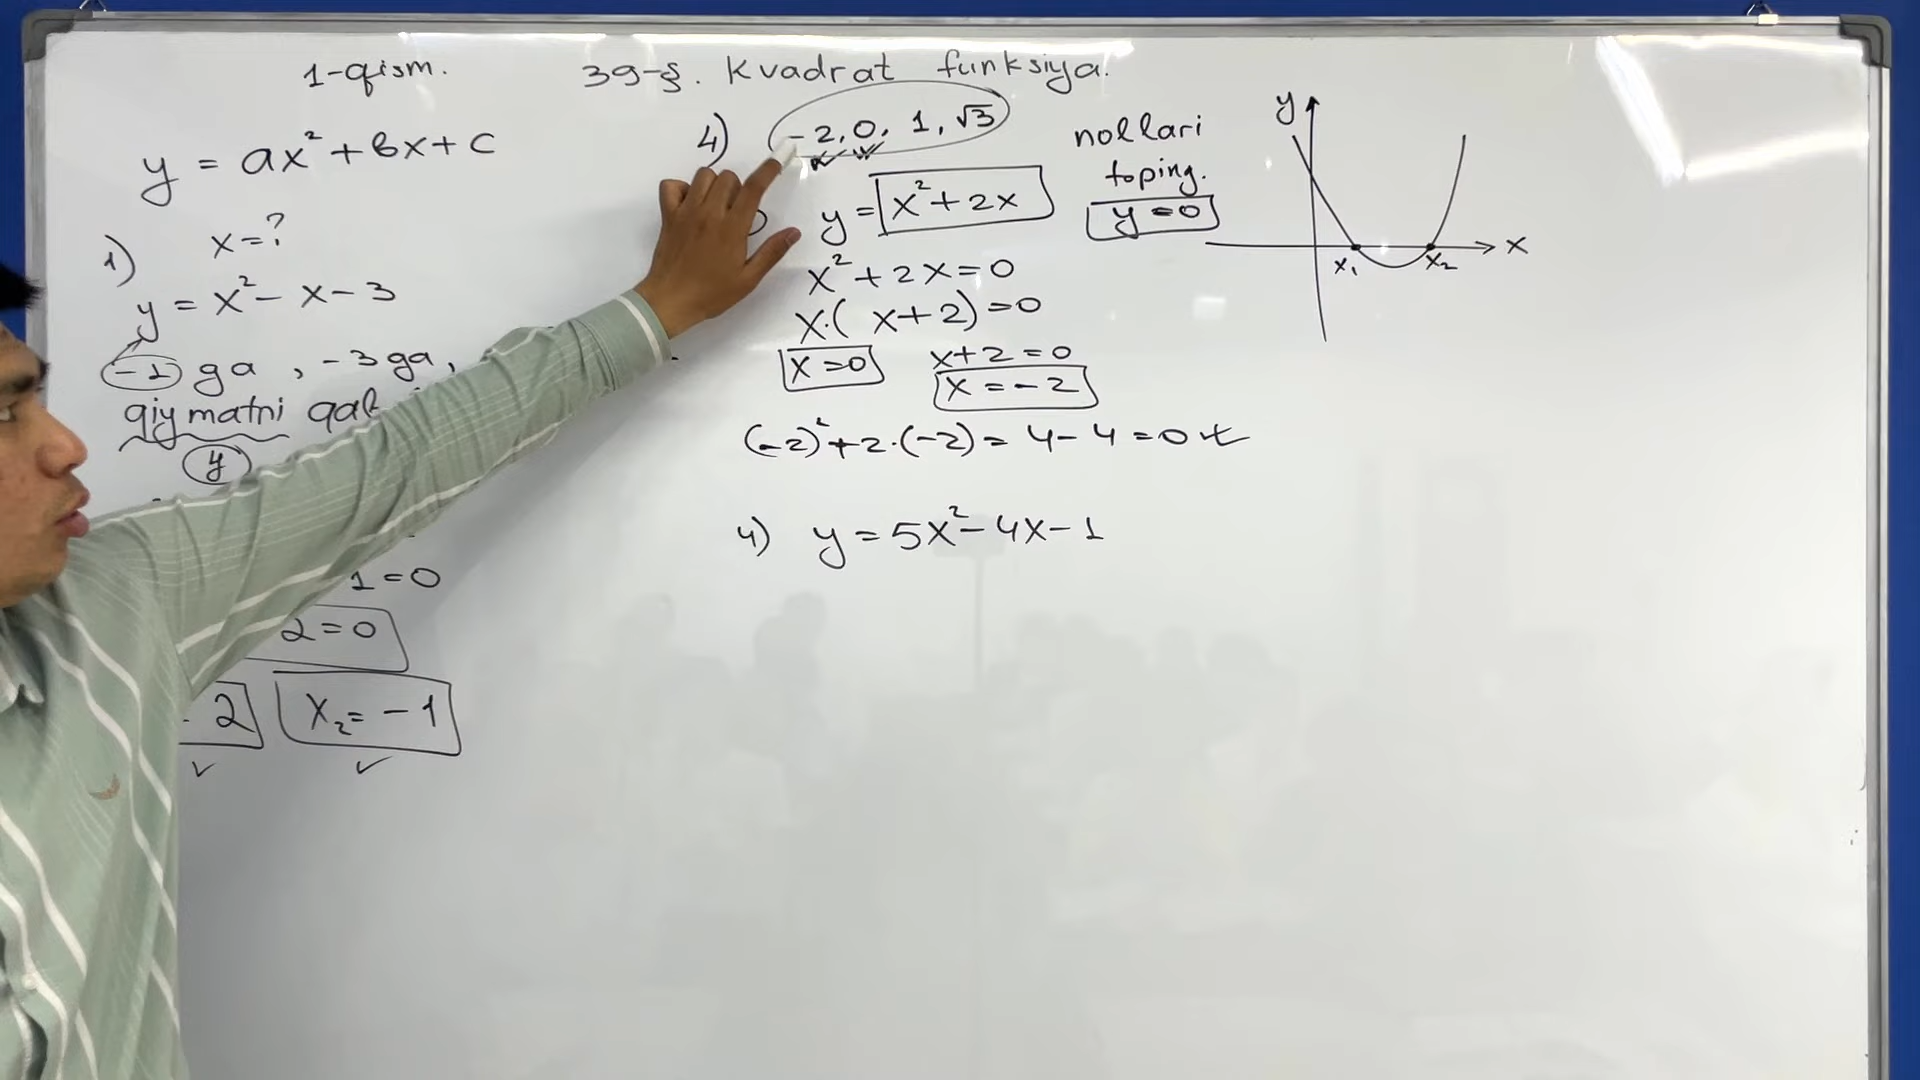 1-qism.
39-§. Kvadrat funksiya.
y = ax² + bx + c
x = ?
1)
y = x² - x - 3
-1 ga, -3 ga,
qiymatni
y
1 = 0
2 = 0
2
x₂ = -1
4) -2, 0, 1, √3
y = x² + 2x
x² + 2x = 0
x·(x + 2) = 0
x = 0
x + 2 = 0
x = -2
(-2)² + 2·(-2) = 4 - 4 = 0
4) y = 5x² - 4x - 1
nollari
toping.
y = 0
y
x₁
x₂
x